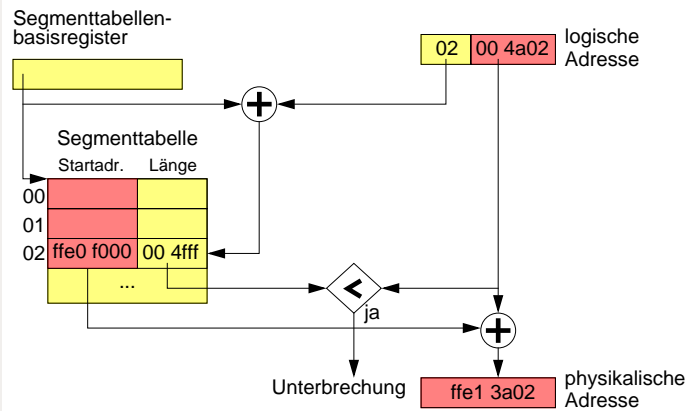 Segmenttabellen-
basisregister
02 00 4a02
logische
Adresse
+
Segmenttabelle
Startadr. Länge
00
01
02 ffe0 f000 00 4fff
...
<
ja
+
Unterbrechung
ffe1 3a02
physikalische
Adresse